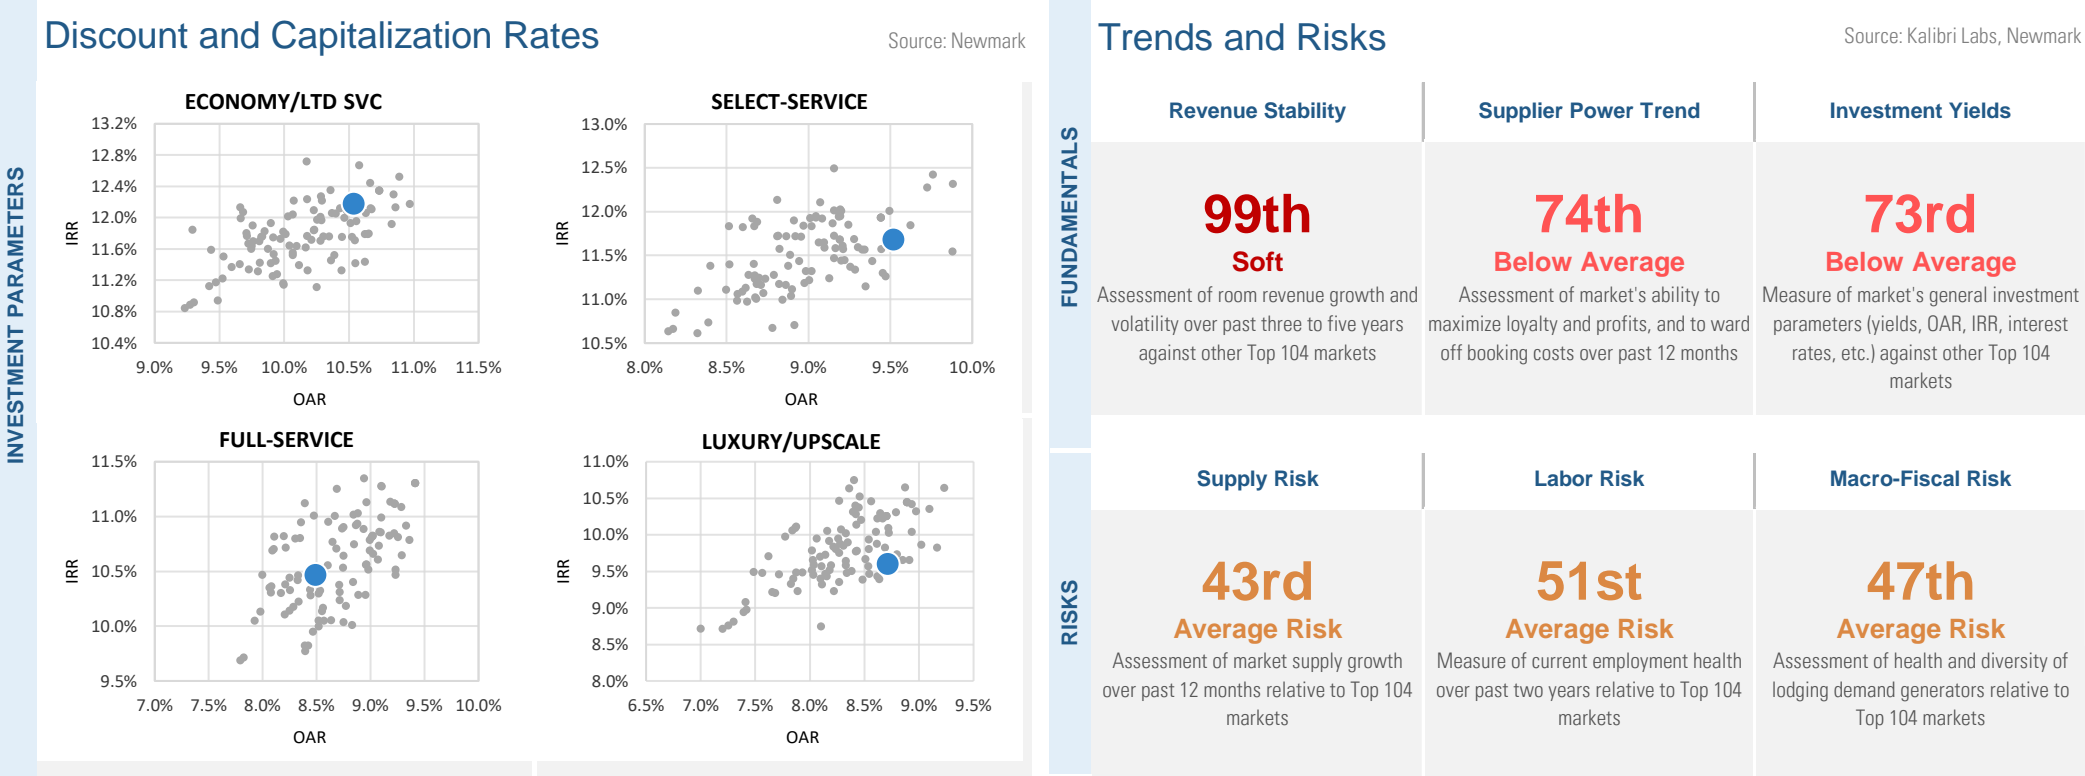 Discount and Capitalization Rates
Source: Newmark
INVESTMENT PARAMETERS
ECONOMY/LTD SVC
13.2%
12.8%
12.4%
12.0%
11.6%
11.2%
10.8%
10.4%
IRR
9.0% 9.5% 10.0% 10.5% 11.0% 11.5%
OAR
SELECT-SERVICE
13.0%
12.5%
12.0%
11.5%
11.0%
10.5%
IRR
8.0% 8.5% 9.0% 9.5% 10.0%
OAR
FULL-SERVICE
11.5%
11.0%
10.5%
10.0%
9.5%
IRR
7.0% 7.5% 8.0% 8.5% 9.0% 9.5% 10.0%
OAR
LUXURY/UPSCALE
11.0%
10.5%
10.0%
9.5%
9.0%
8.5%
8.0%
IRR
6.5% 7.0% 7.5% 8.0% 8.5% 9.0% 9.5%
OAR
Trends and Risks
Source: Kalibri Labs, Newmark
FUNDAMENTALS
Revenue Stability
99th
Soft
Assessment of room revenue growth and
volatility over past three to five years
against other Top 104 markets
Supplier Power Trend
74th
Below Average
Assessment of market's ability to
maximize loyalty and profits, and to ward
off booking costs over past 12 months
Investment Yields
73rd
Below Average
Measure of market's general investment
parameters (yields, OAR, IRR, interest
rates, etc.) against other Top 104
markets
RISKS
Supply Risk
43rd
Average Risk
Assessment of market supply growth
over past 12 months relative to Top 104
markets
Labor Risk
51st
Average Risk
Measure of current employment health
over past two years relative to Top 104
markets
Macro-Fiscal Risk
47th
Average Risk
Assessment of health and diversity of
lodging demand generators relative to
Top 104 markets